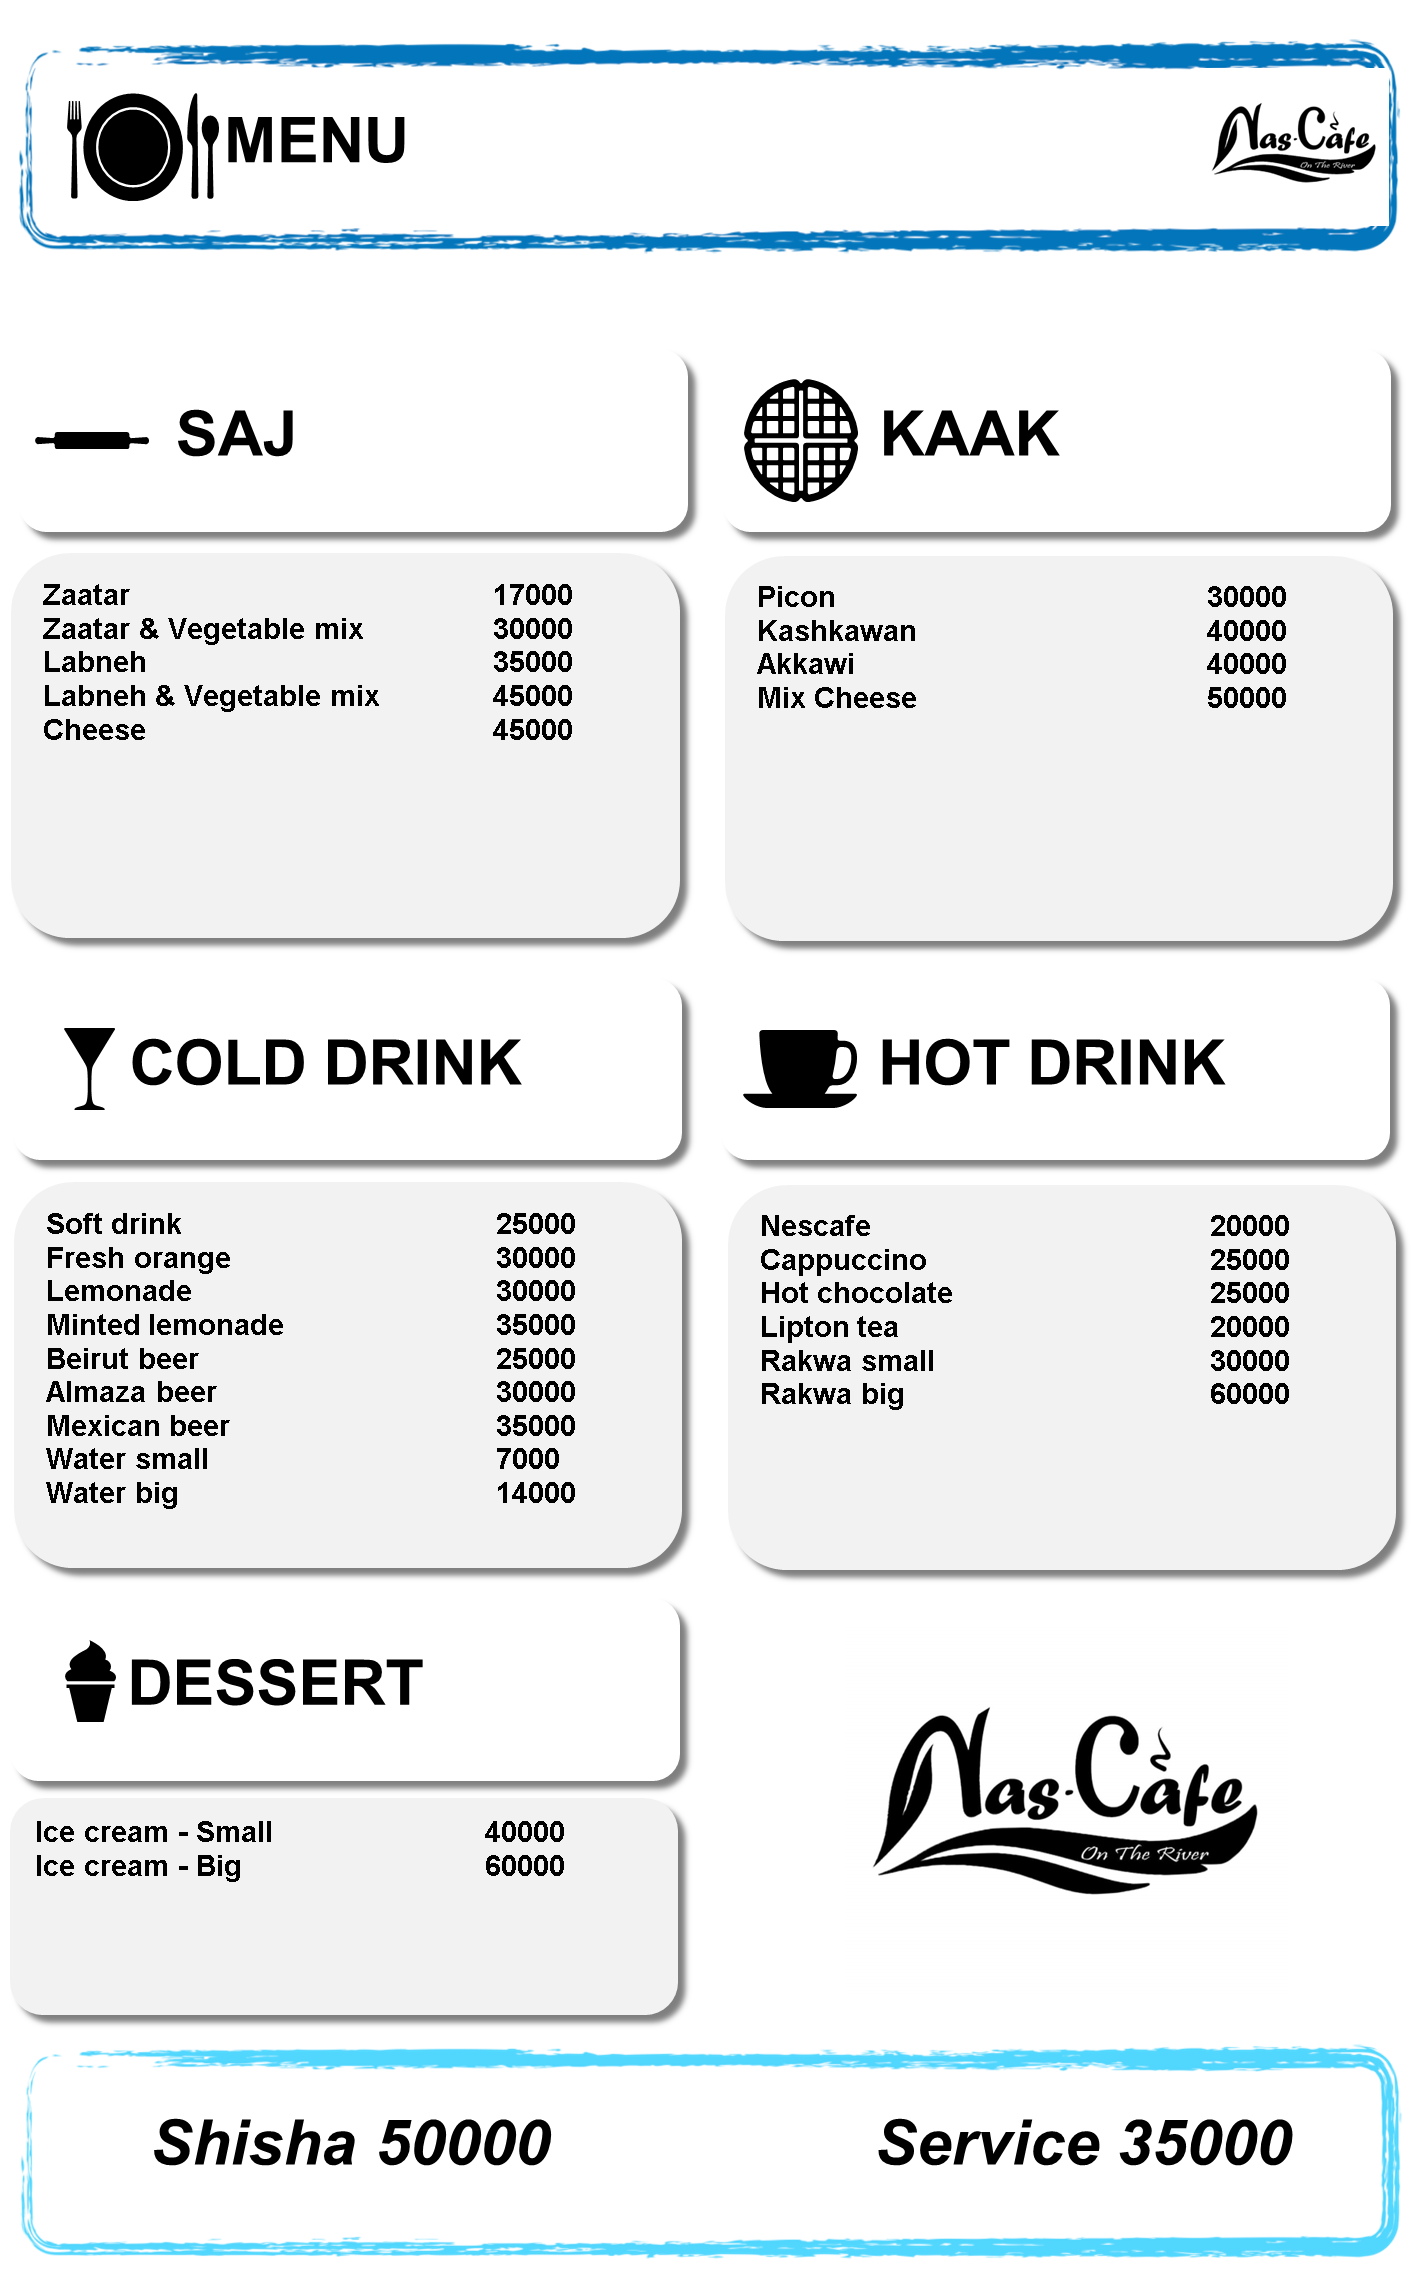 MENU
Nas-Cafe
On The River
SAJ
Zaatar 17000
Zaatar & Vegetable mix 30000
Labneh 35000
Labneh & Vegetable mix 45000
Cheese 45000
KAAK
Picon 30000
Kashkawan 40000
Akkawi 40000
Mix Cheese 50000
COLD DRINK
Soft drink 25000
Fresh orange 30000
Lemonade 30000
Minted lemonade 35000
Beirut beer 25000
Almaza beer 30000
Mexican beer 35000
Water small 7000
Water big 14000
HOT DRINK
Nescafe 20000
Cappuccino 25000
Hot chocolate 25000
Lipton tea 20000
Rakwa small 30000
Rakwa big 60000
DESSERT
Ice cream - Small 40000
Ice cream - Big 60000
Nas-Cafe
On The River
Shisha 50000
Service 35000